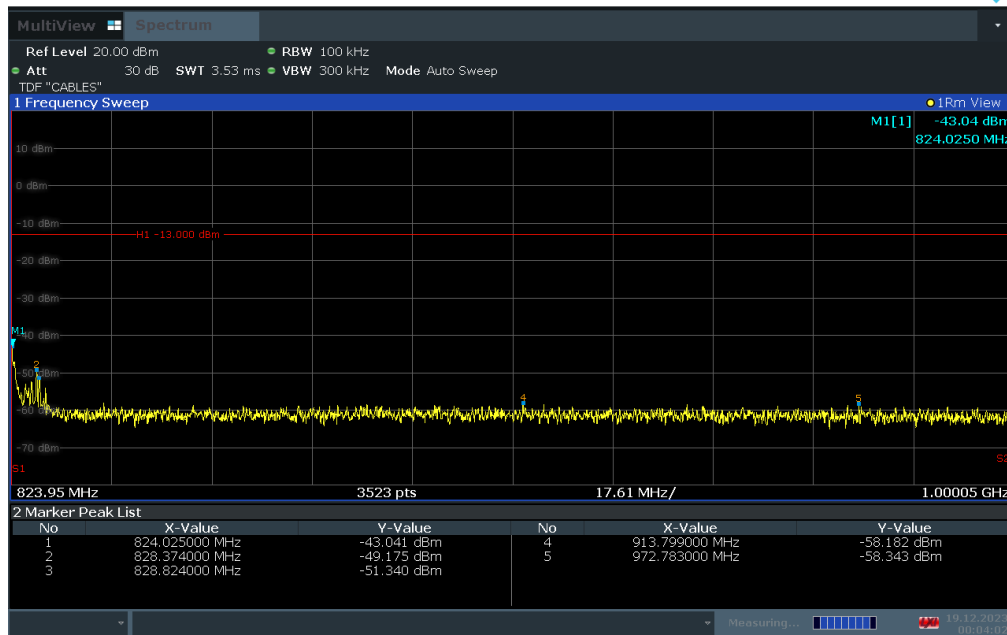 MultiView Spectrum
Ref Level 20.00 dBm RBW 100 kHz
Att 30 dB SWT 3.53 ms VBW 300 kHz Mode Auto Sweep
TDF "CABLES"
1 Frequency Sweep 1Rm View
M1[1] -43.04 dBm
824.0250 MHz
10 dBm
0 dBm
-10 dBm
H1 -13.000 dBm
-20 dBm
-30 dBm
M1
-40 dBm
2
-50 dBm
4 5
-60 dBm
-70 dBm
S1
823.95 MHz 3523 pts 17.61 MHz/ 1.00005 GHz
2 Marker Peak List
No X-Value Y-Value No X-Value Y-Value
1 824.025000 MHz -43.041 dBm 4 913.799000 MHz -58.182 dBm
2 828.374000 MHz -49.175 dBm 5 972.783000 MHz -58.343 dBm
3 828.824000 MHz -51.340 dBm
Measuring...